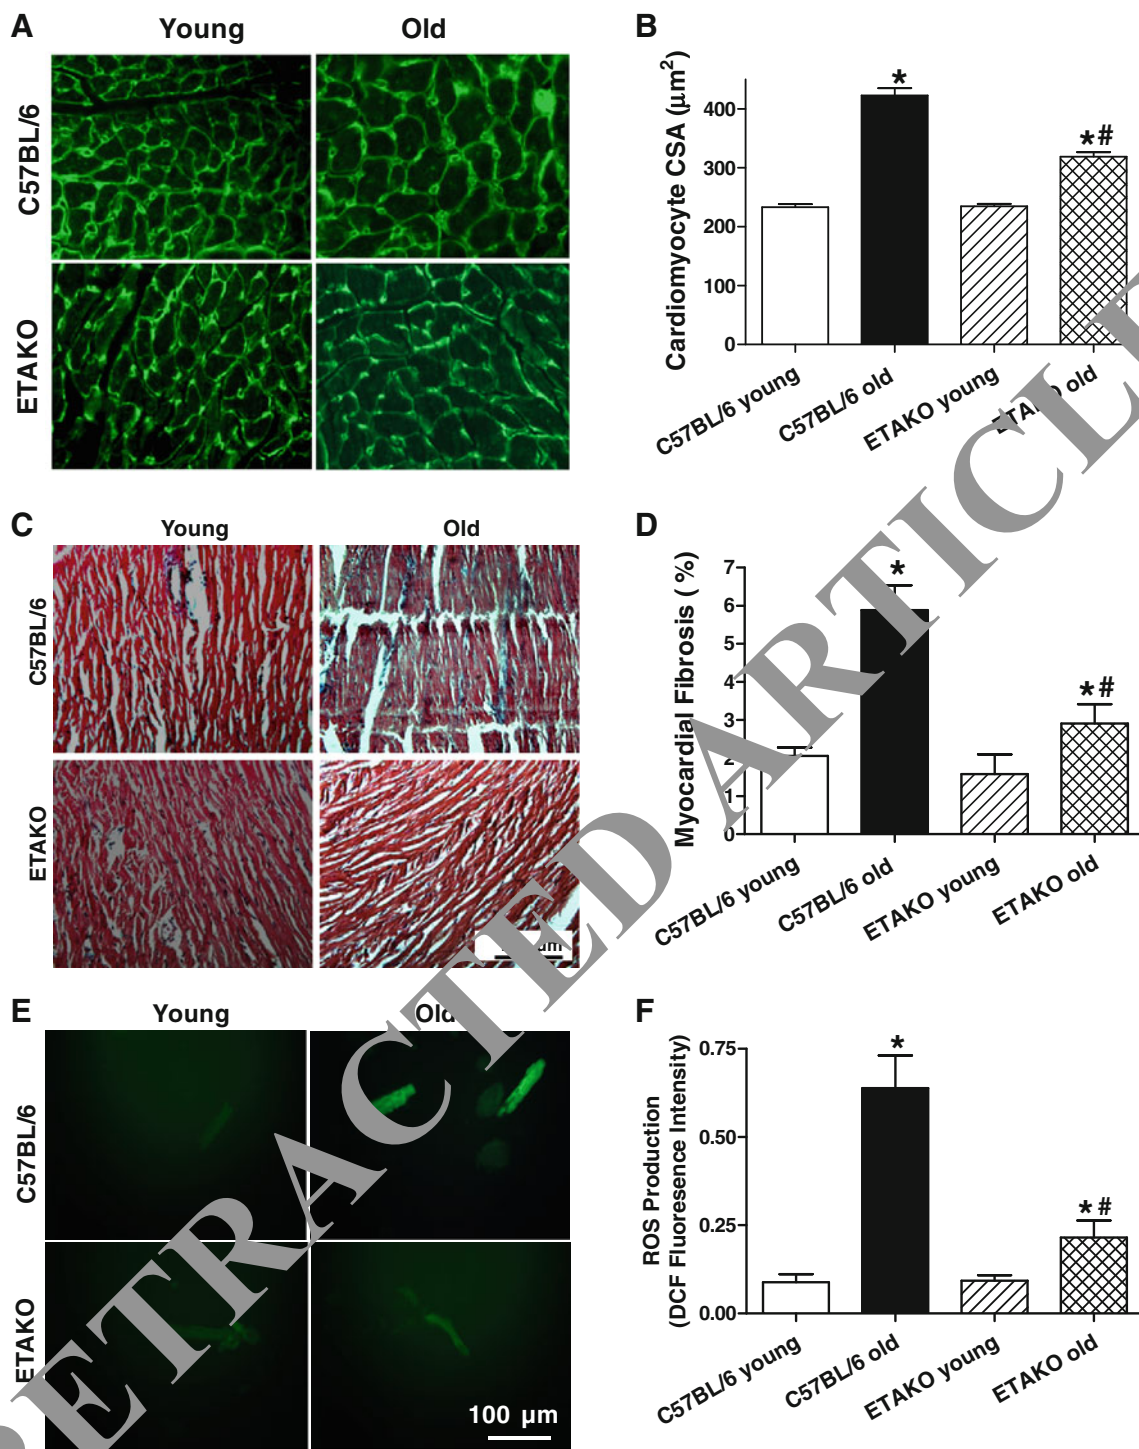 A
Young
Old
C57BL/6
ETAKO
B
Cardiomyocyte CSA (μm²)
400
300
200
100
0
*
*#
C57BL/6 young
C57BL/6 old
ETAKO young
ETAKO old
C
Young
Old
C57BL/6
ETAKO
D
Myocardial Fibrosis (%)
7
6
5
4
3
2
1
0
*
*#
C57BL/6 young
C57BL/6 old
ETAKO young
ETAKO old
E
Young
Old
C57BL/6
ETAKO
100 μm
F
ROS Production
(DCF Fluoresence Intensity)
0.75
0.50
0.25
0.00
*
*#
C57BL/6 young
C57BL/6 old
ETAKO young
ETAKO old
RETRACTED ARTICLE